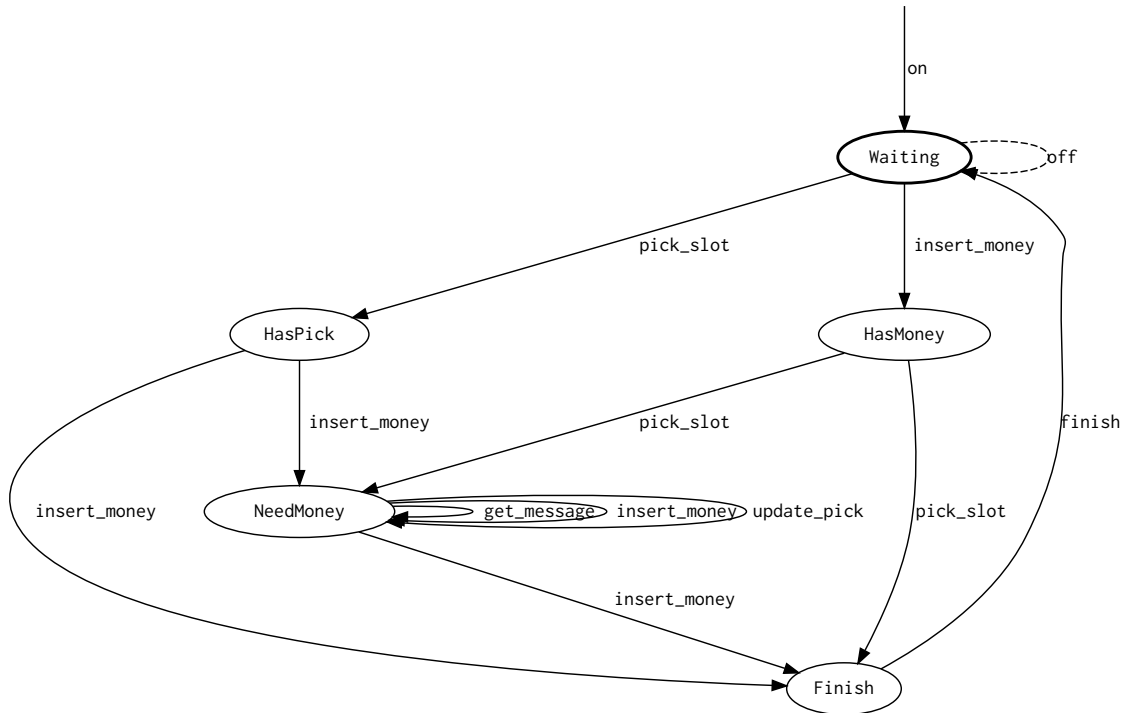 on
Waiting
off
pick_slot
insert_money
HasPick
HasMoney
insert_money
pick_slot
finish
insert_money
NeedMoney
get_message
insert_money
update_pick
pick_slot
insert_money
Finish